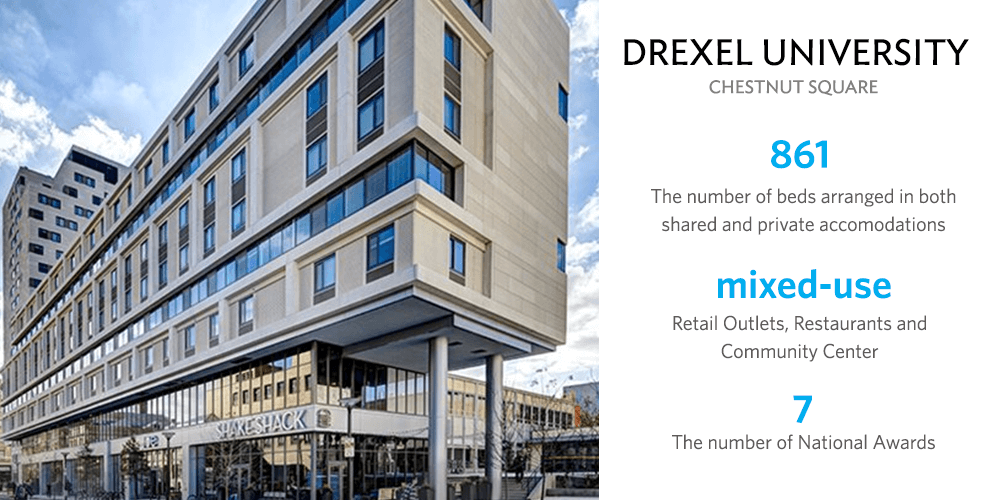 DREXEL UNIVERSITY
CHESTNUT SQUARE
861
The number of beds arranged in both
shared and private accomodations
mixed-use
Retail Outlets, Restaurants and
Community Center
7
The number of National Awards
SHAKE SHACK